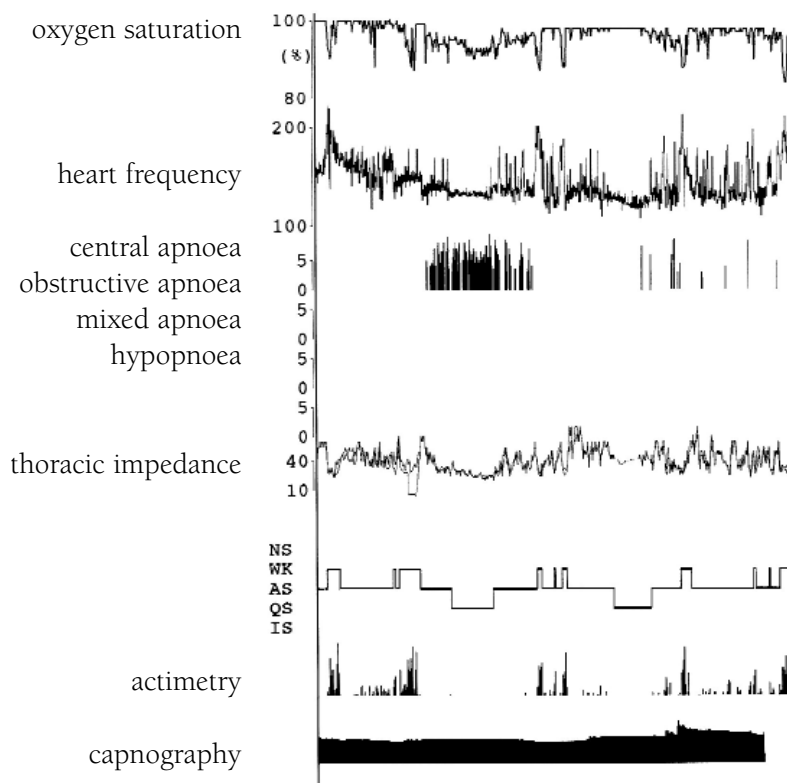 oxygen saturation 100
(%)
80
200
heart frequency
100
central apnoea
5
obstructive apnoea 0
mixed apnoea 5
0
hypopnoea 5
0
5
0
thoracic impedance 40
10
NS
WK
AS
QS
IS
actimetry
capnography